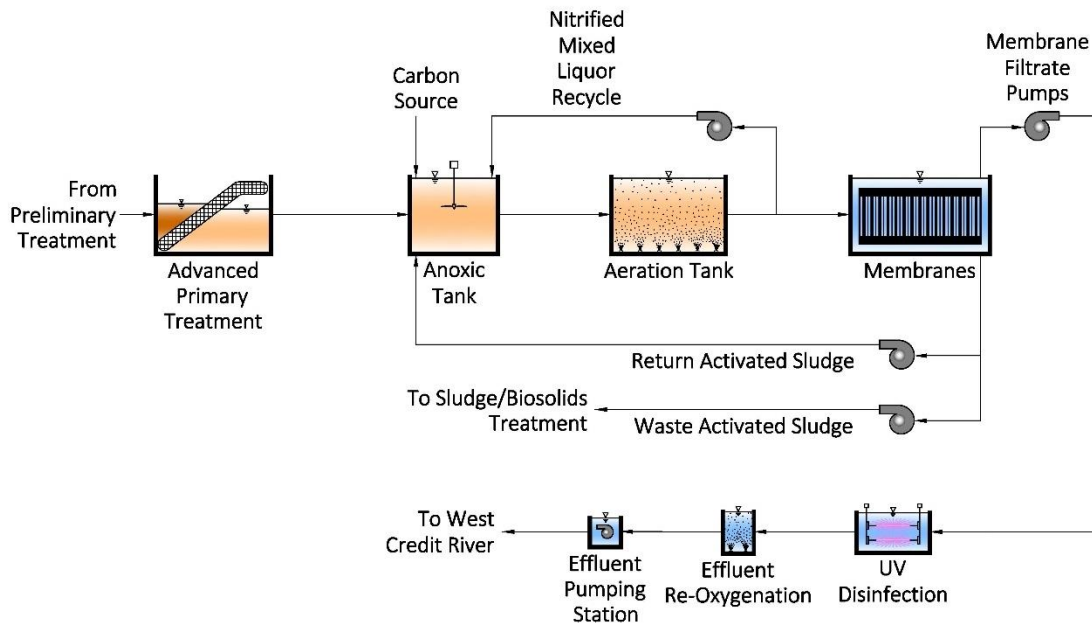 Nitrified
Mixed
Liquor
Recycle
Membrane
Filtrate
Pumps
Carbon
Source
From
Preliminary
Treatment
Advanced
Primary
Treatment
Anoxic
Tank
Aeration Tank
Membranes
Return Activated Sludge
To Sludge/Biosolids
Treatment
Waste Activated Sludge
To West
Credit River
Effluent
Pumping
Station
Effluent
Re-Oxygenation
UV
Disinfection